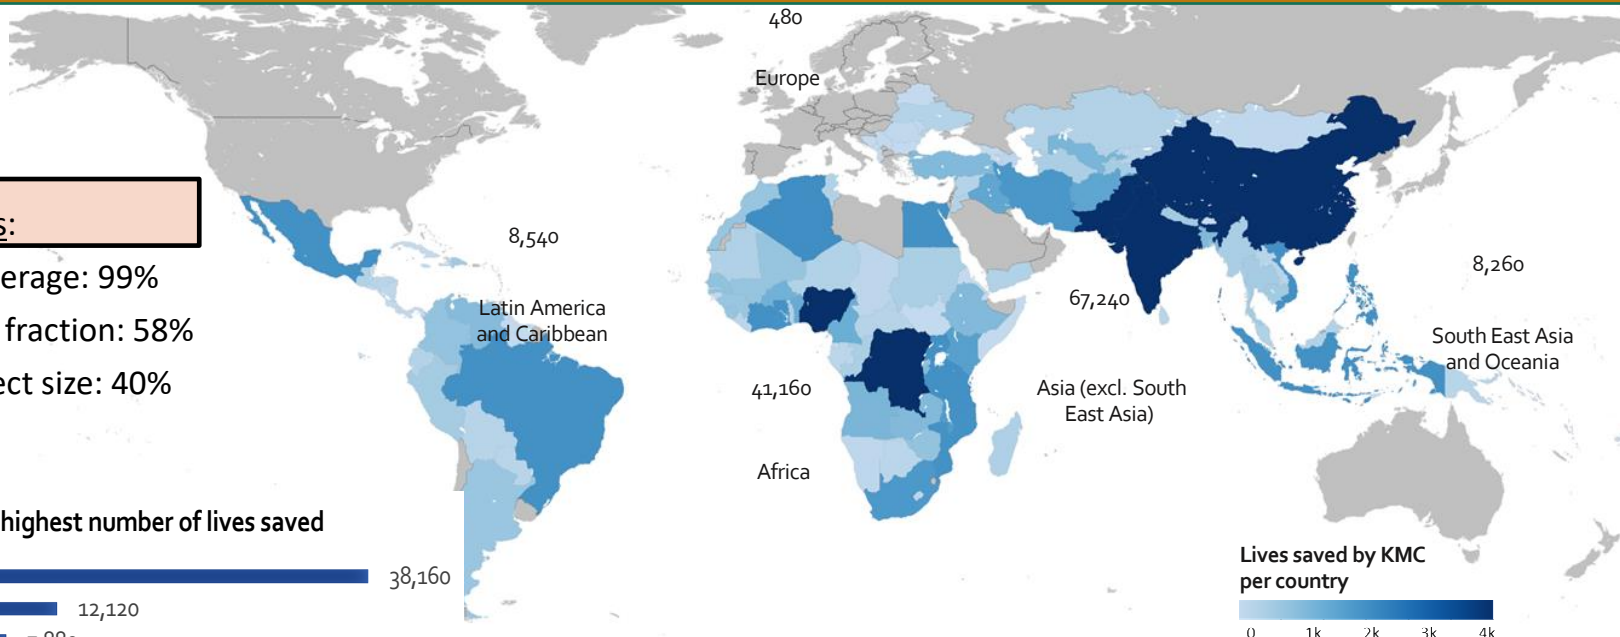 480
Europe
s:
erage: 99%
fraction: 58%
ect size: 40%
8,540
Latin America
and Caribbean
67,240
8,260
South East Asia
and Oceania
41,160
Asia (excl. South
East Asia)
Africa
highest number of lives saved
38,160
12,120
Lives saved by KMC
per country
0 1k 2k 3k 4k